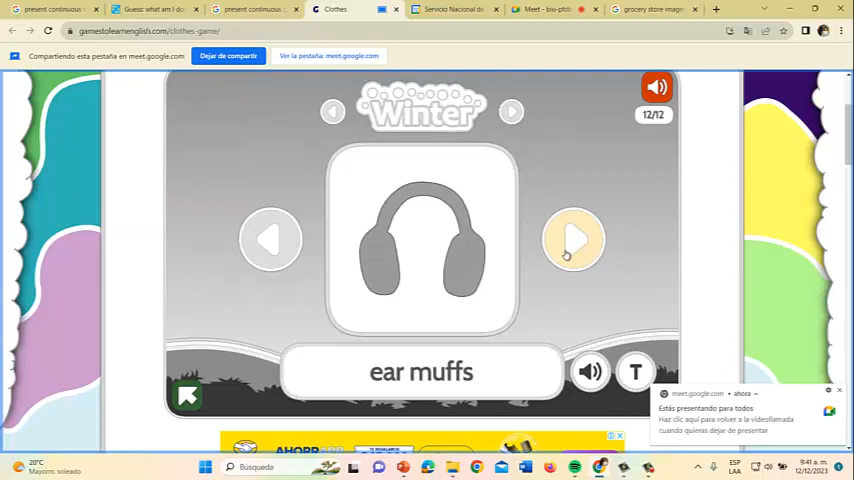 present continuous
Guess: what am I do
present continuous
Clothes
Servicio Nacional de
Meet - biu-pfds
grocery store image
gamestolearnenglish.com/clothes-game/
Compartiendo esta pestaña en meet.google.com
Dejar de compartir
Ver la pestaña: meet.google.com
Winter
12/12
ear muffs
T
meet.google.com • ahora
Estás presentando para todos
Haz clic aquí para volver a la videollamada
cuando quieras dejar de presentar
20°C
Mayorm. soleado
Búsqueda
ESP
LAA
9:41 a. m.
12/12/2023